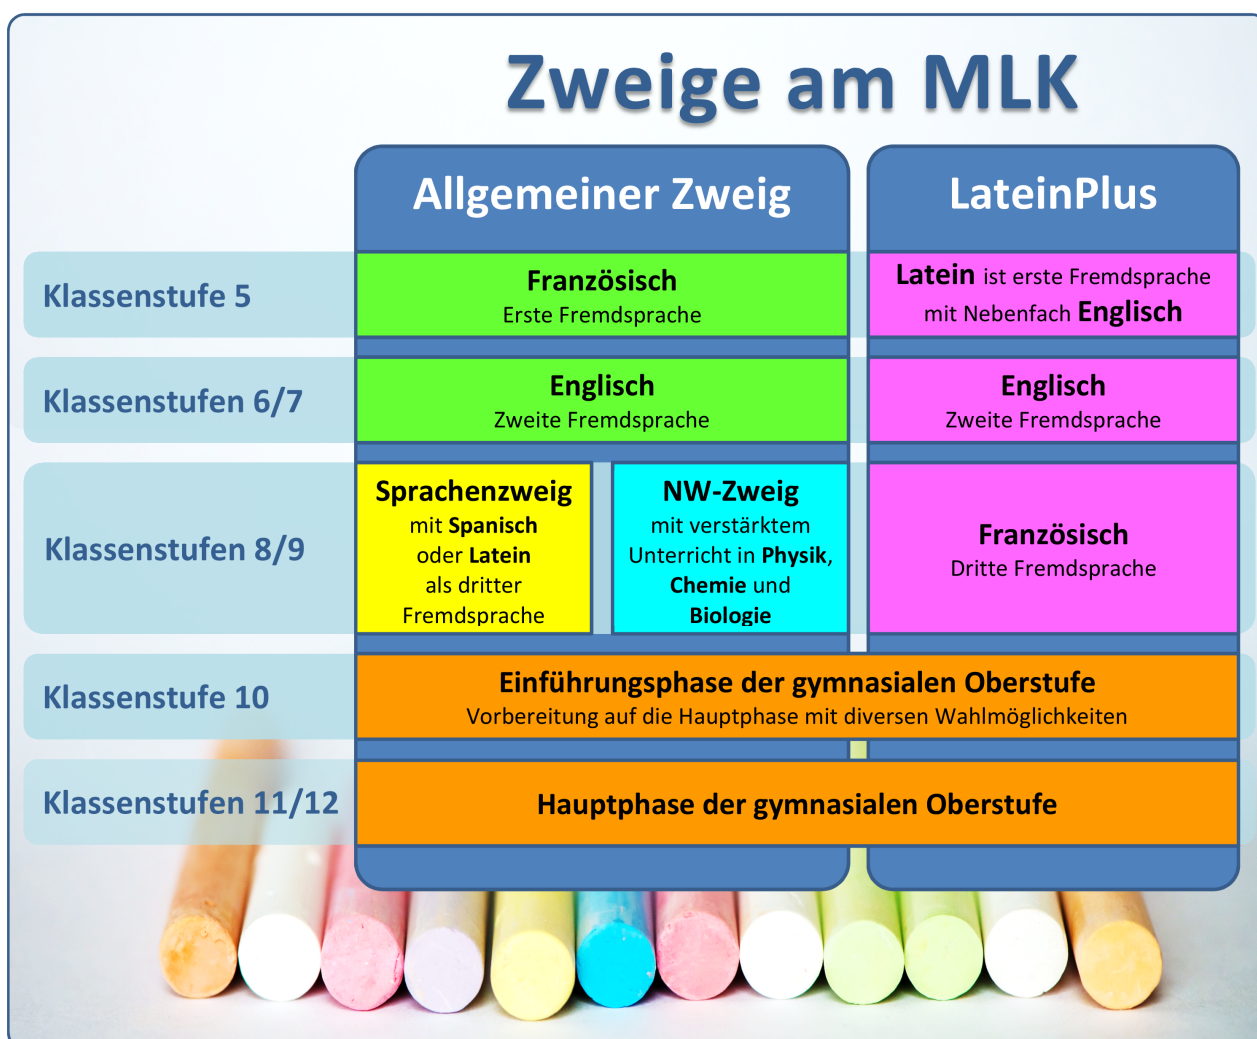 Zweige am MLK
Allgemeiner Zweig
LateinPlus
Klassenstufe 5
Französisch
Erste Fremdsprache
Latein ist erste Fremdsprache
mit Nebenfach Englisch
Klassenstufen 6/7
Englisch
Zweite Fremdsprache
Englisch
Zweite Fremdsprache
Klassenstufen 8/9
Sprachenzweig
mit Spanisch
oder Latein
als dritter
Fremdsprache
NW-Zweig
mit verstärktem
Unterricht in Physik,
Chemie und
Biologie
Französisch
Dritte Fremdsprache
Klassenstufe 10
Einführungsphase der gymnasialen Oberstufe
Vorbereitung auf die Hauptphase mit diversen Wahlmöglichkeiten
Klassenstufen 11/12
Hauptphase der gymnasialen Oberstufe